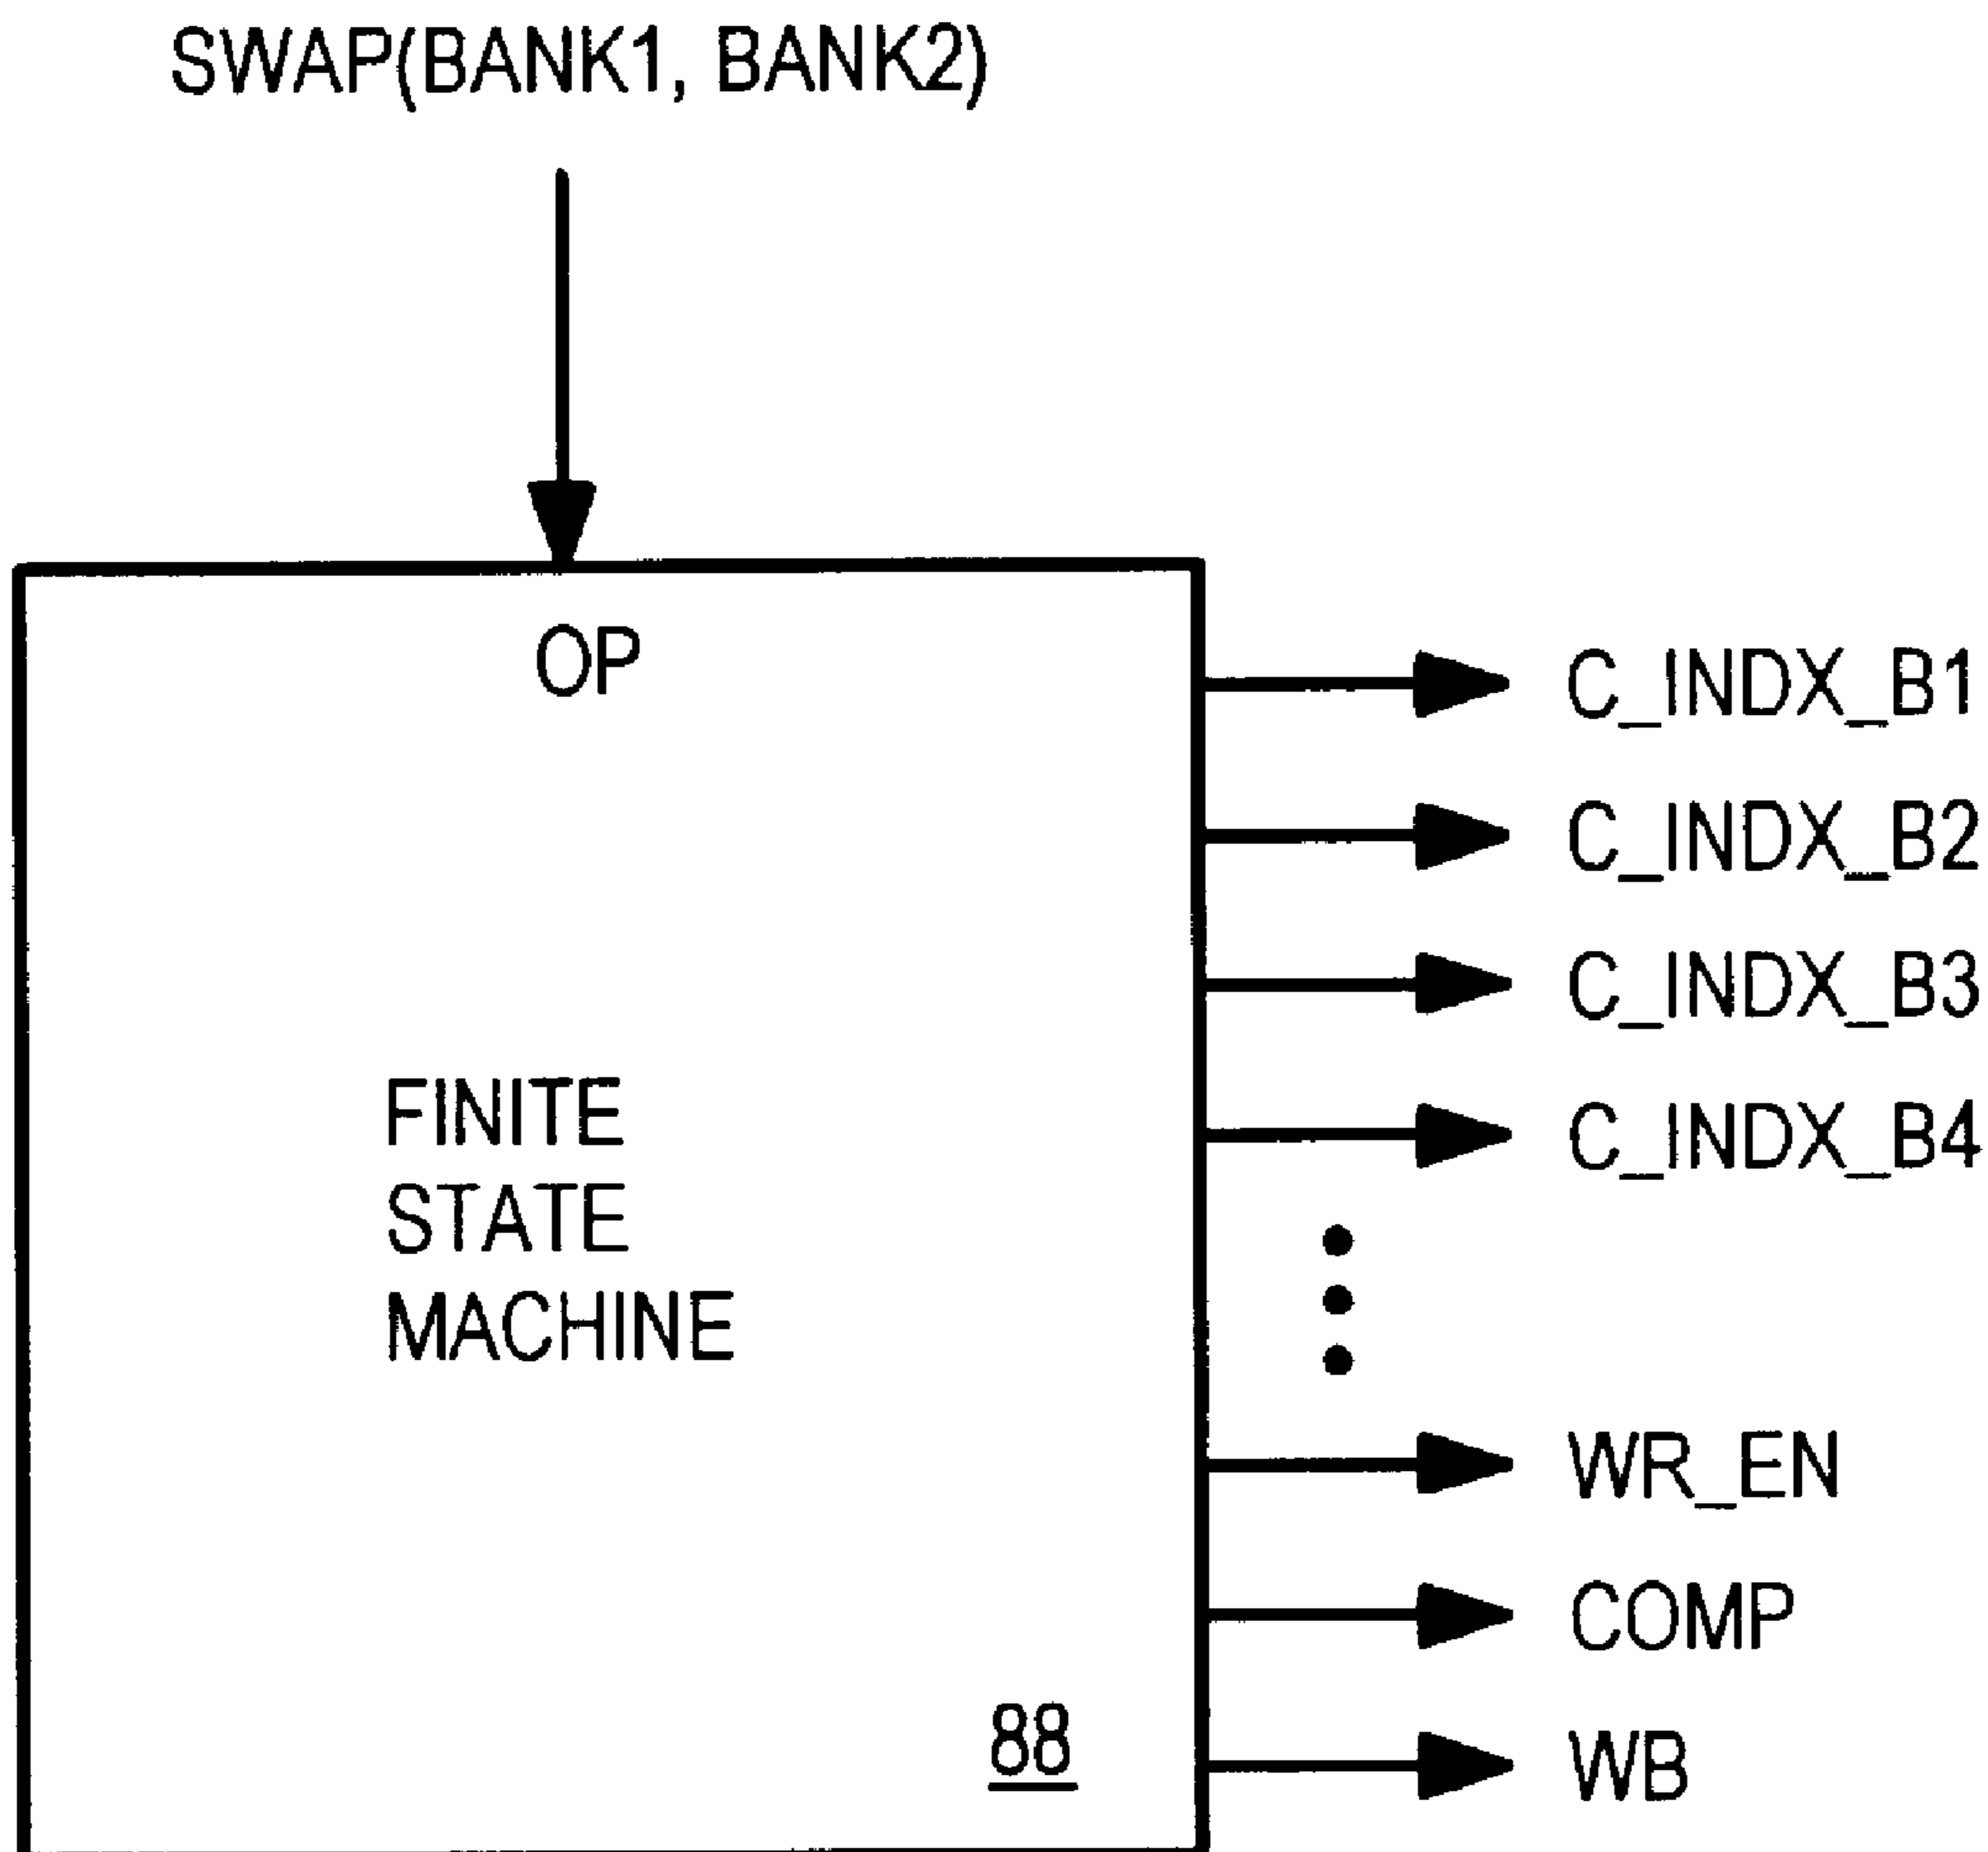 SWAP(BANK1, BANK2)
OP
C_INDX_B1
C_INDX_B2
C_INDX_B3
C_INDX_B4
FINITE
STATE
MACHINE
WR_EN
COMP
WB
88